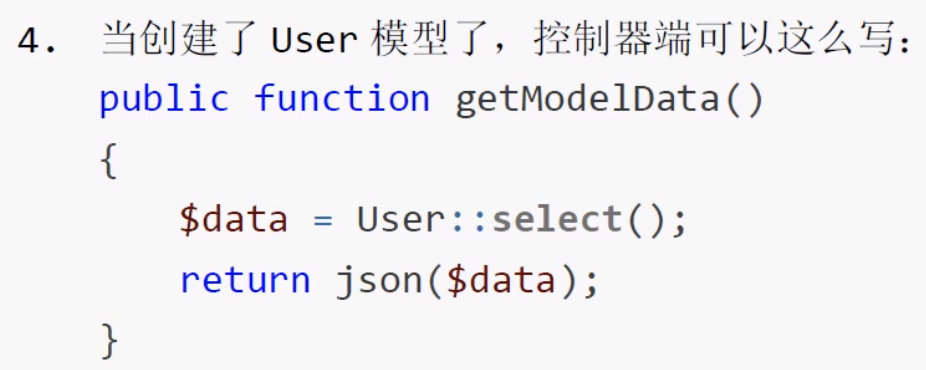 4. 当创建了 User 模型了，控制器端可以这么写：
public function getModelData()
{
    $data = User::select();
    return json($data);
}